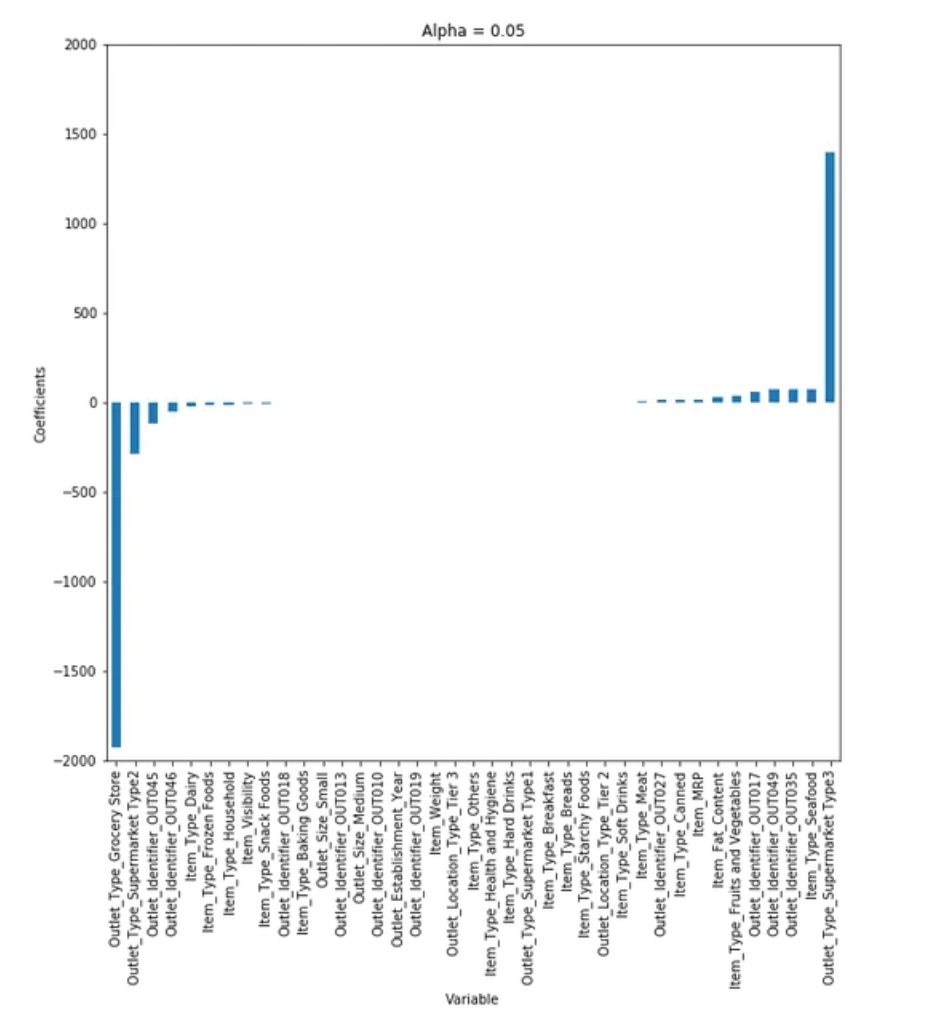 Alpha = 0.05
2000
1500
1000
500
0
−500
−1000
−1500
−2000
Coefficients
Outlet_Type_Grocery Store
Outlet_Type_Supermarket Type2
Outlet_Identifier_OUT045
Outlet_Identifier_OUT046
Item_Type_Dairy
Item_Type_Frozen Foods
Item_Type_Household
Item_Visibility
Item_Type_Snack Foods
Outlet_Identifier_OUT018
Item_Type_Baking Goods
Outlet_Size_Small
Outlet_Identifier_OUT013
Outlet_Size_Medium
Outlet_Identifier_OUT010
Outlet_Establishment_Year
Outlet_Identifier_OUT019
Item_Weight
Outlet_Location_Type_Tier 3
Item_Type_Others
Item_Type_Health and Hygiene
Item_Type_Hard Drinks
Outlet_Type_Supermarket Type1
Item_Type_Breakfast
Item_Type_Breads
Item_Type_Starchy Foods
Outlet_Location_Type_Tier 2
Item_Type_Soft Drinks
Item_Type_Meat
Outlet_Identifier_OUT027
Item_Type_Canned
Item_MRP
Item_Fat_Content
Item_Type_Fruits and Vegetables
Outlet_Identifier_OUT017
Outlet_Identifier_OUT049
Outlet_Identifier_OUT035
Item_Type_Seafood
Outlet_Type_Supermarket Type3
Variable